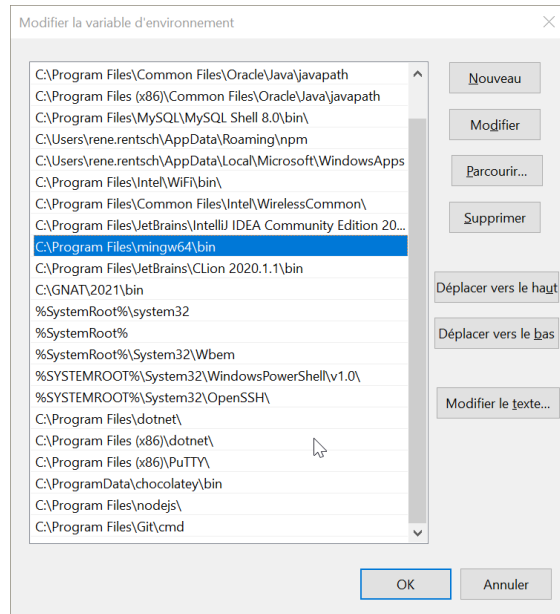 Modifier la variable d'environnement
C:\Program Files\Common Files\Oracle\Java\javapath
C:\Program Files (x86)\Common Files\Oracle\Java\javapath
C:\Program Files\MySQL\MySQL Shell 8.0\bin\
C:\Users\rene.rentsch\AppData\Roaming\npm
C:\Users\rene.rentsch\AppData\Local\Microsoft\WindowsApps
C:\Program Files\Intel\WiFi\bin\
C:\Program Files\Common Files\Intel\WirelessCommon\
C:\Program Files\JetBrains\IntelliJ IDEA Community Edition 20...
C:\Program Files\mingw64\bin
C:\Program Files\JetBrains\CLion 2020.1.1\bin
C:\GNAT\2021\bin
%SystemRoot%\system32
%SystemRoot%
%SystemRoot%\System32\Wbem
%SYSTEMROOT%\System32\WindowsPowerShell\v1.0\
%SYSTEMROOT%\System32\OpenSSH\
C:\Program Files\dotnet\
C:\Program Files (x86)\dotnet\
C:\Program Files (x86)\PuTTY\
C:\ProgramData\chocolatey\bin
C:\Program Files\nodejs\
C:\Program Files\Git\cmd
Nouveau
Modifier
Parcourir...
Supprimer
Déplacer vers le haut
Déplacer vers le bas
Modifier le texte...
OK
Annuler